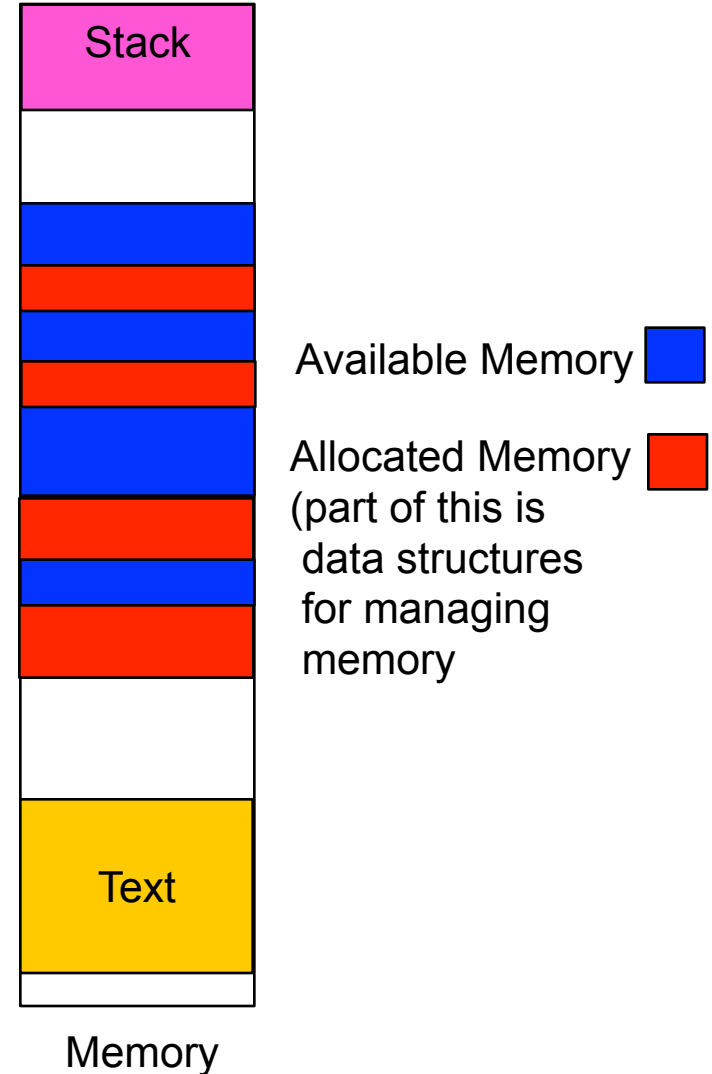 Stack
Available Memory
Allocated Memory
(part of this is
data structures
for managing
memory
Text
Memory